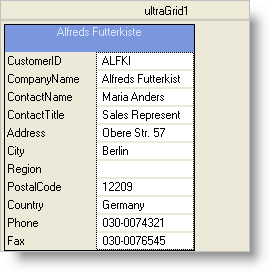 ultraGrid1
Alfreds Futterkiste
CustomerID ALFKI
CompanyName Alfreds Futterkist
ContactName Maria Anders
ContactTitle Sales Represent
Address Obere Str. 57
City Berlin
Region
PostalCode 12209
Country Germany
Phone 030-0074321
Fax 030-0076545